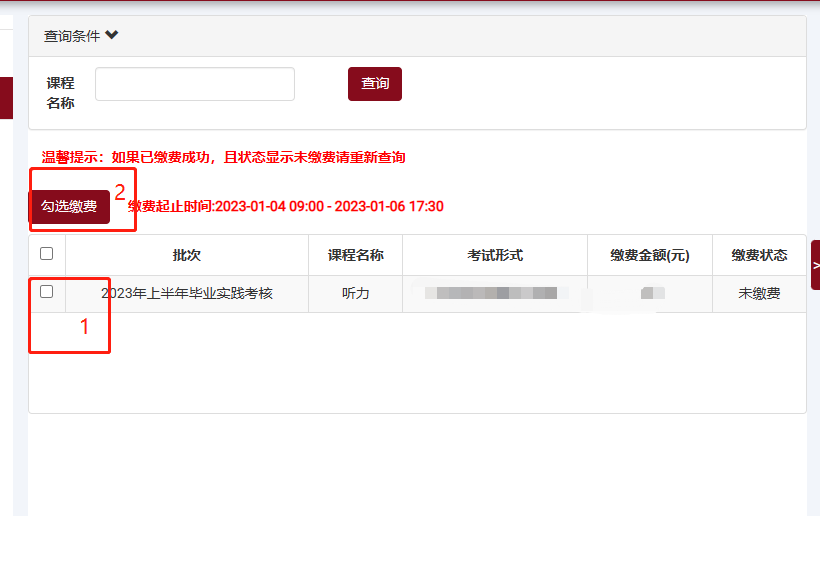 查询条件
课程
名称
查询
温馨提示：如果已缴费成功，且状态显示未缴费请重新查询
2
勾选缴费 缴费起止时间:2023-01-04 09:00 - 2023-01-06 17:30
批次 课程名称 考试形式 缴费金额(元) 缴费状态
2023年上半年毕业实践考核 听力 未缴费
1
>